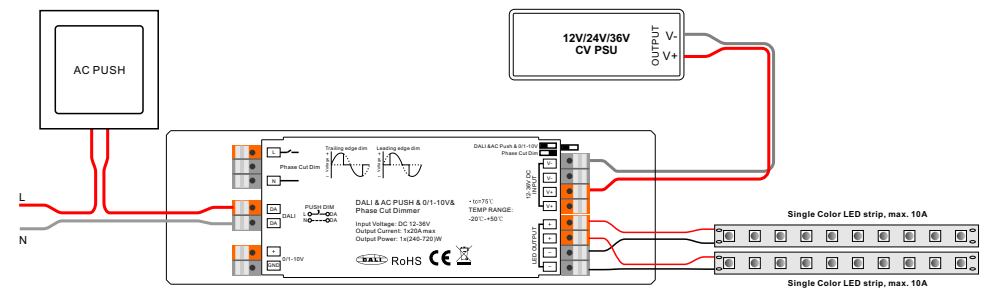 AC PUSH
L
N
12V/24V/36V
CV PSU
OUTPUT
V-
V+
Trailing edge dim
Leading edge dim
Voltage
Voltage
L
Phase Cut Dim
N
DA
DALI
DA
PUSH DIM
L DA
N DA
+
0/1-10V
GND
DALI & AC PUSH & 0/1-10V&
Phase Cut Dimmer
Input Voltage: DC 12-36V
Output Current: 1x20A max
Output Power: 1x(240-720)W
DALI RoHS CE
• tc=75℃
TEMP RANGE:
-20℃-+50℃
DALI &AC Push & 0/1-10V
Phase Cut Dim
12-36V DC
INPUT
V-
V-
V+
V+
LED OUTPUT
+
+
−
−
Single Color LED strip, max. 10A
Single Color LED strip, max. 10A